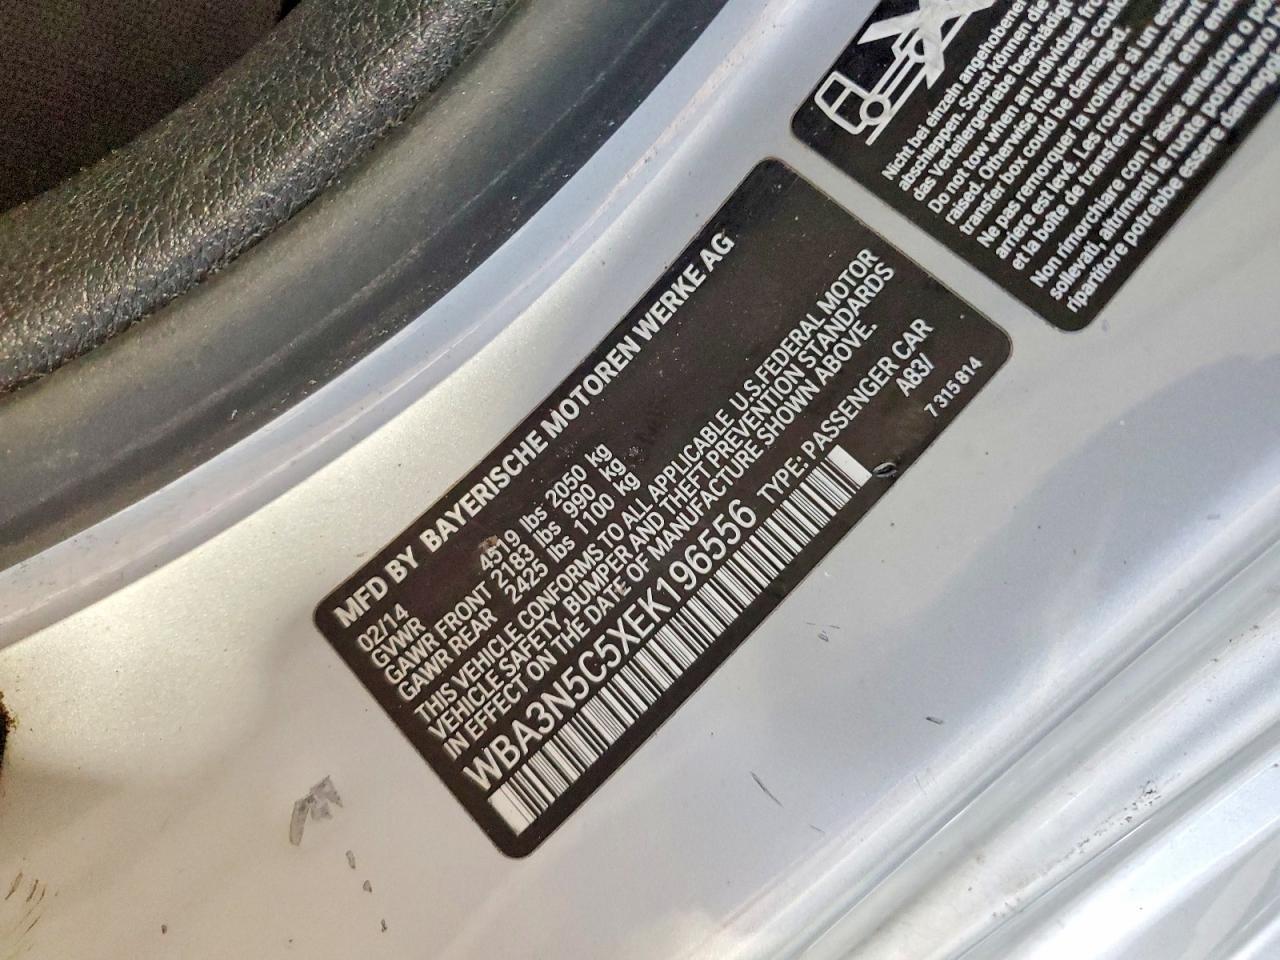 MFD BY BAYERISCHE MOTOREN WERKE AG
02/14
GVWR 4519 lbs 2050 kg
GAWR FRONT 2183 lbs 990 kg
GAWR REAR 2425 lbs 1100 kg
THIS VEHICLE CONFORMS TO ALL APPLICABLE U.S.FEDERAL MOTOR
VEHICLE SAFETY, BUMPER AND THEFT PREVENTION STANDARDS
IN EFFECT ON THE DATE OF MANUFACTURE SHOWN ABOVE.
WBA3N5C5XEK196556 TYPE: PASSENGER CAR
A83/
7 315 814
Nicht bei einzeln angehobener
abschleppen. Sonst können die
das Verteilergetriebe beschädigt
Do not tow when an individual
raised. Otherwise the wheels could
transfer box could be damaged.
Ne pas remorquer la voiture si un
arrière est levé. Les roues risqueraient
et la boîte de transfert pourrait etre
Non rimorchiare con l' asse anteriore o
sollevati, altrimenti le ruote potrebbero
ripartitore potrebbe essere